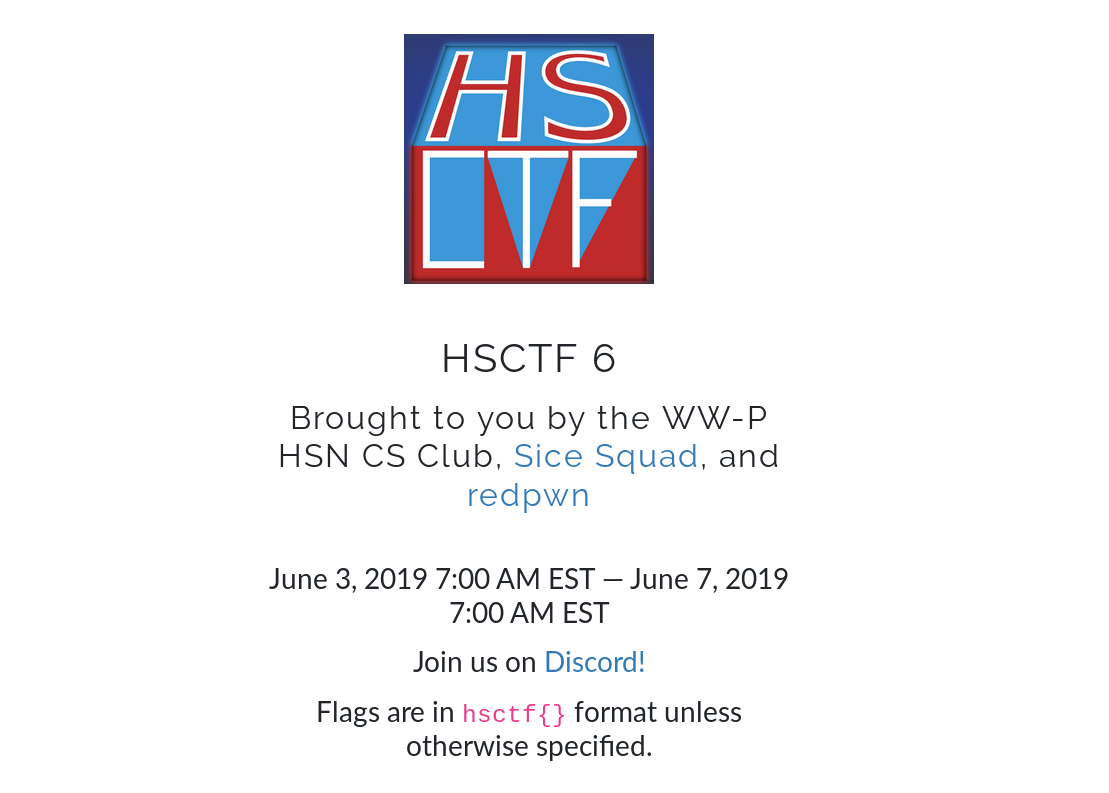 HS
CTF
HSCTF 6
Brought to you by the WW-P
HSN CS Club, Sice Squad, and
redpwn
June 3, 2019 7:00 AM EST — June 7, 2019
7:00 AM EST
Join us on Discord!
Flags are in hsctf{} format unless
otherwise specified.